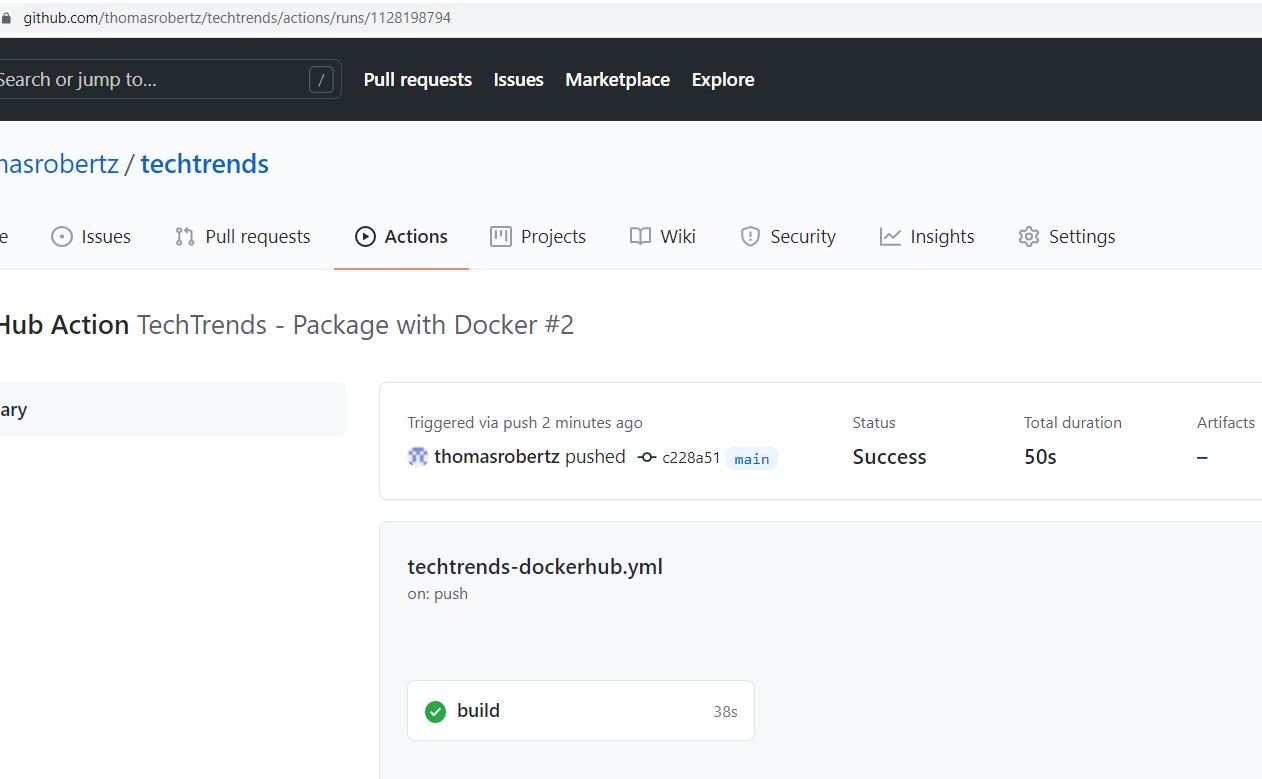 github.com/thomasrobertz/techtrends/actions/runs/1128198794
Search or jump to... /
Pull requests Issues Marketplace Explore
masrobertz / techtrends
e Issues Pull requests Actions Projects Wiki Security Insights Settings
Hub Action TechTrends - Package with Docker #2
ary
Triggered via push 2 minutes ago Status Total duration Artifacts
thomasrobertz pushed c228a51 main Success 50s –
techtrends-dockerhub.yml
on: push
build 38s